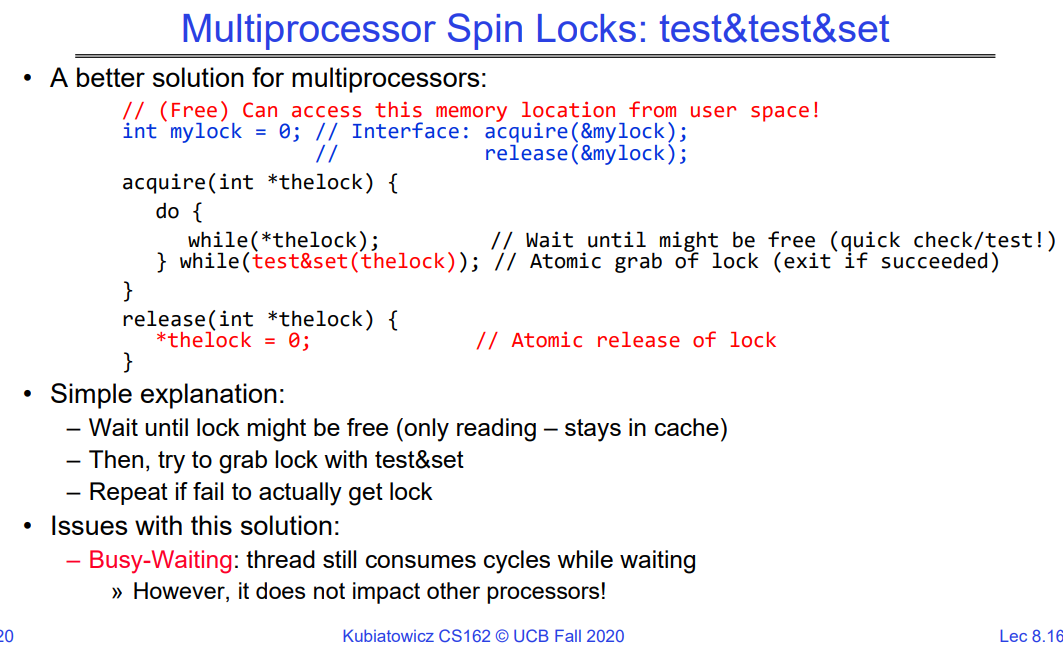 Multiprocessor Spin Locks: test&test&set
• A better solution for multiprocessors:
// (Free) Can access this memory location from user space!
int mylock = 0; // Interface: acquire(&mylock);
// release(&mylock);
acquire(int *thelock) {
do {
while(*thelock); // Wait until might be free (quick check/test!)
} while(test&set(thelock)); // Atomic grab of lock (exit if succeeded)
}
release(int *thelock) {
*thelock = 0; // Atomic release of lock
}
• Simple explanation:
– Wait until lock might be free (only reading – stays in cache)
– Then, try to grab lock with test&set
– Repeat if fail to actually get lock
• Issues with this solution:
– Busy-Waiting: thread still consumes cycles while waiting
» However, it does not impact other processors!
20 Kubiatowicz CS162 © UCB Fall 2020 Lec 8.16